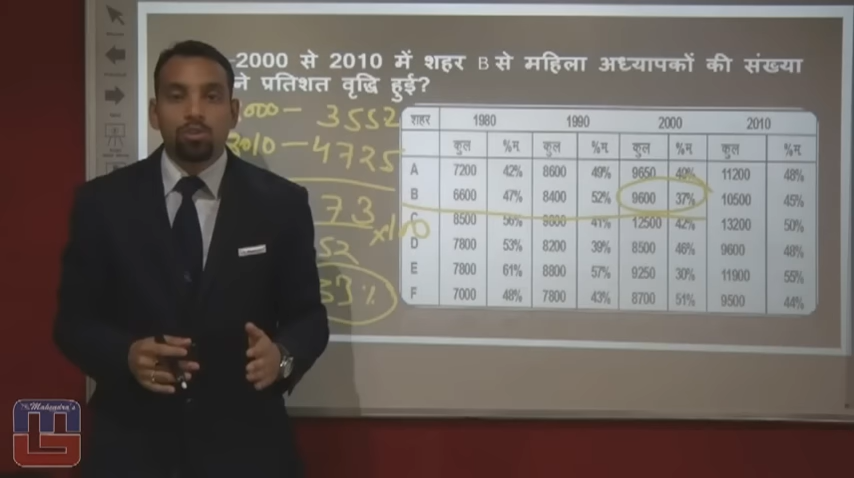 -2000 से 2010 में शहर B से महिला अध्यापकों की संख्या
प्रतिशत वृद्धि हुई?
3552
2010 - 4725
73
52
×100
33%
शहर 1980 1990 2000 2010
कुल %म. कुल %म. कुल %म. कुल %म.
A 7200 42% 8600 49% 9650 40% 11200 48%
B 6600 47% 8400 52% 9600 37% 10500 45%
C 8500 56% 41% 12500 42% 13200 50%
D 7800 53% 8200 39% 8500 46% 9600 48%
E 7800 61% 8800 57% 9250 30% 11900 55%
F 7000 48% 7800 43% 8700 51% 9500 44%
Mahendra's